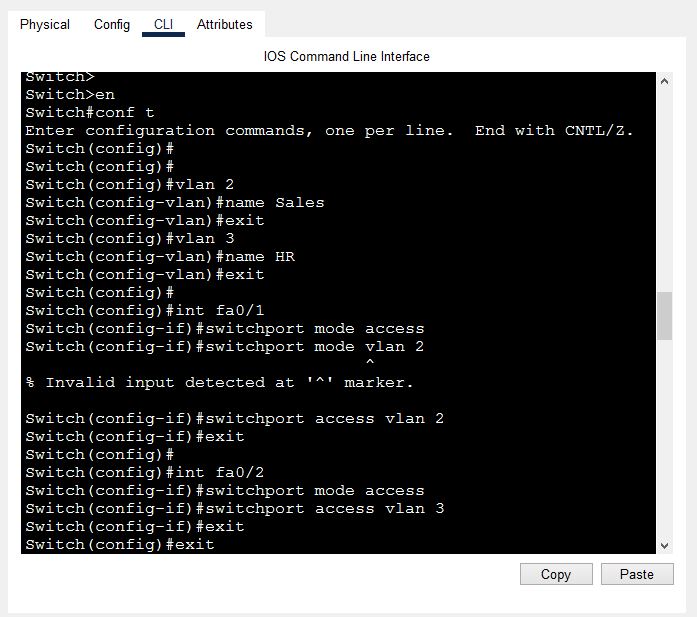 Physical Config CLI Attributes
IOS Command Line Interface
Switch>
Switch>en
Switch#conf t
Enter configuration commands, one per line.  End with CNTL/Z.
Switch(config)#
Switch(config)#
Switch(config)#vlan 2
Switch(config-vlan)#name Sales
Switch(config-vlan)#exit
Switch(config)#vlan 3
Switch(config-vlan)#name HR
Switch(config-vlan)#exit
Switch(config)#
Switch(config)#int fa0/1
Switch(config-if)#switchport mode access
Switch(config-if)#switchport mode vlan 2
^
% Invalid input detected at '^' marker.
Switch(config-if)#switchport access vlan 2
Switch(config-if)#exit
Switch(config)#
Switch(config)#int fa0/2
Switch(config-if)#switchport mode access
Switch(config-if)#switchport access vlan 3
Switch(config-if)#exit
Switch(config)#exit
Copy Paste